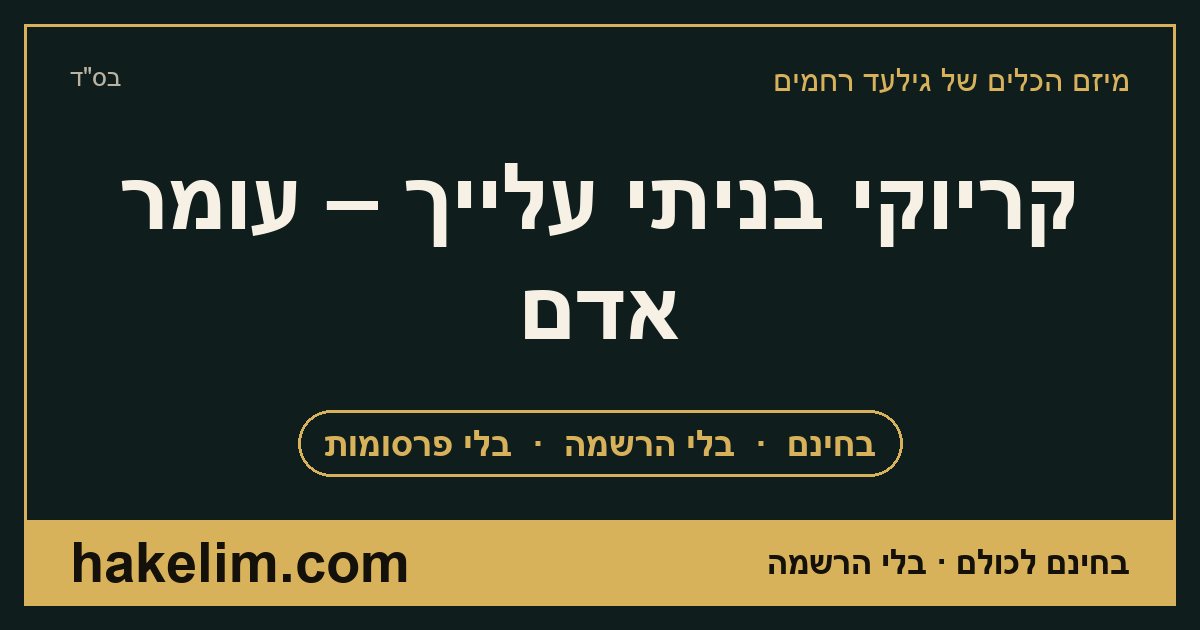 מיזם הכלים של גילעד רחמים
בס"ד
קריוקי בניתי עלייך – עומר
אדם
בחינם · בלי הרשמה · בלי פרסומות
בחינם לכולם · בלי הרשמה
hakelim.com